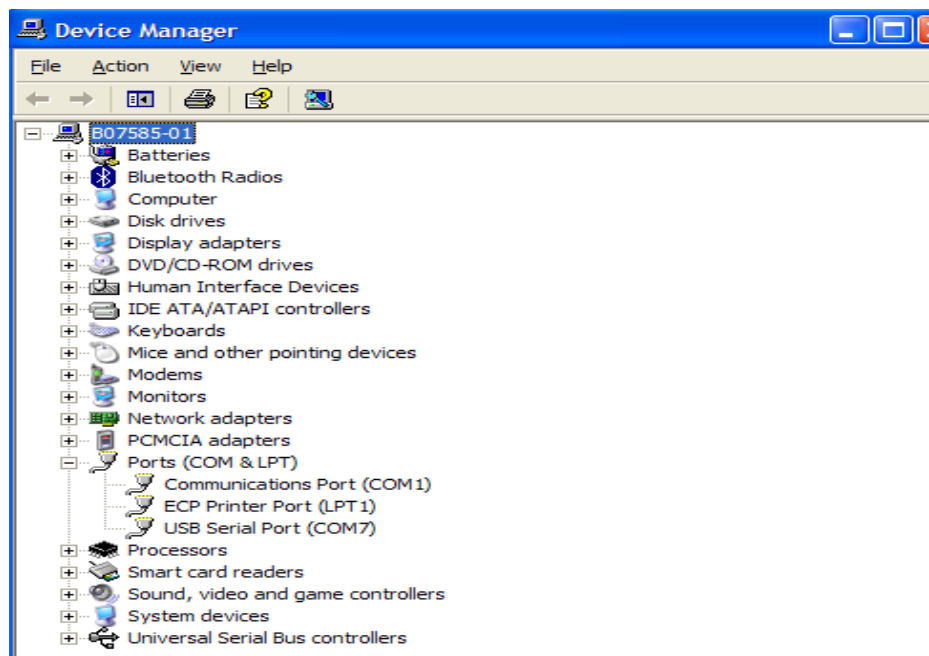 Device Manager
File Action View Help
B07585-01
Batteries
Bluetooth Radios
Computer
Disk drives
Display adapters
DVD/CD-ROM drives
Human Interface Devices
IDE ATA/ATAPI controllers
Keyboards
Mice and other pointing devices
Modems
Monitors
Network adapters
PCMCIA adapters
Ports (COM & LPT)
Communications Port (COM1)
ECP Printer Port (LPT1)
USB Serial Port (COM7)
Processors
Smart card readers
Sound, video and game controllers
System devices
Universal Serial Bus controllers